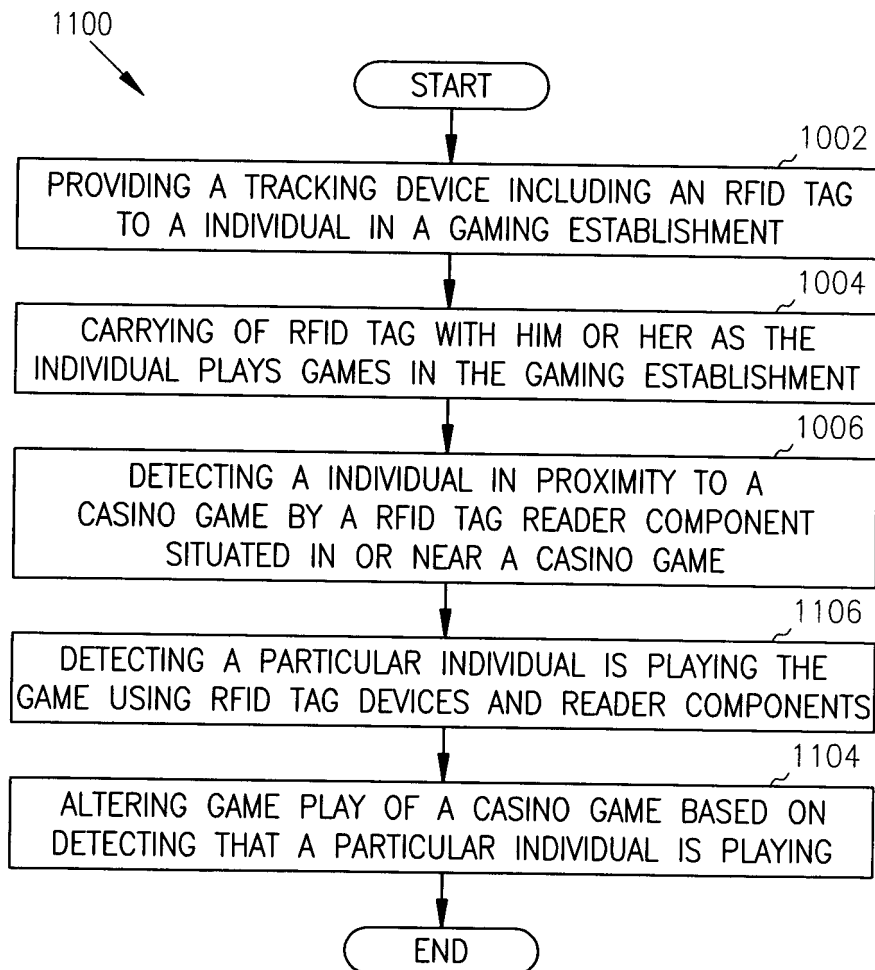 1100
START
1002
PROVIDING A TRACKING DEVICE INCLUDING AN RFID TAG
TO A INDIVIDUAL IN A GAMING ESTABLISHMENT
1004
CARRYING OF RFID TAG WITH HIM OR HER AS THE
INDIVIDUAL PLAYS GAMES IN THE GAMING ESTABLISHMENT
1006
DETECTING A INDIVIDUAL IN PROXIMITY TO A
CASINO GAME BY A RFID TAG READER COMPONENT
SITUATED IN OR NEAR A CASINO GAME
1106
DETECTING A PARTICULAR INDIVIDUAL IS PLAYING THE
GAME USING RFID TAG DEVICES AND READER COMPONENTS
1104
ALTERING GAME PLAY OF A CASINO GAME BASED ON
DETECTING THAT A PARTICULAR INDIVIDUAL IS PLAYING
END